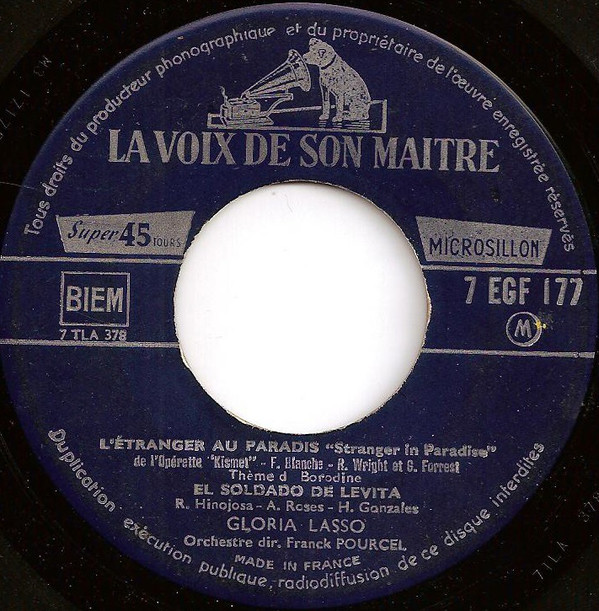 Tous droits du producteur phonographique et du propriétaire de l'œuvre enregistrée réservés
LA VOIX DE SON MAITRE
Super 45 TOURS
MICROSILLON
BIEM
7 EGF 177
7 TLA 378
M
L'ÉTRANGER AU PARADIS "Stranger in Paradise"
de l'Opérette "Kismet" - F. Blanche - R. Wright et G. Forrest
Thème d Borodine
EL SOLDADO DE LEVITA
R. Hinojosa - A. Roses - H. Gonzales
GLORIA LASSO
Orchestre dir. Franck POURCEL
MADE IN FRANCE
Duplication exécution publique, radiodiffusion de ce disque interdites